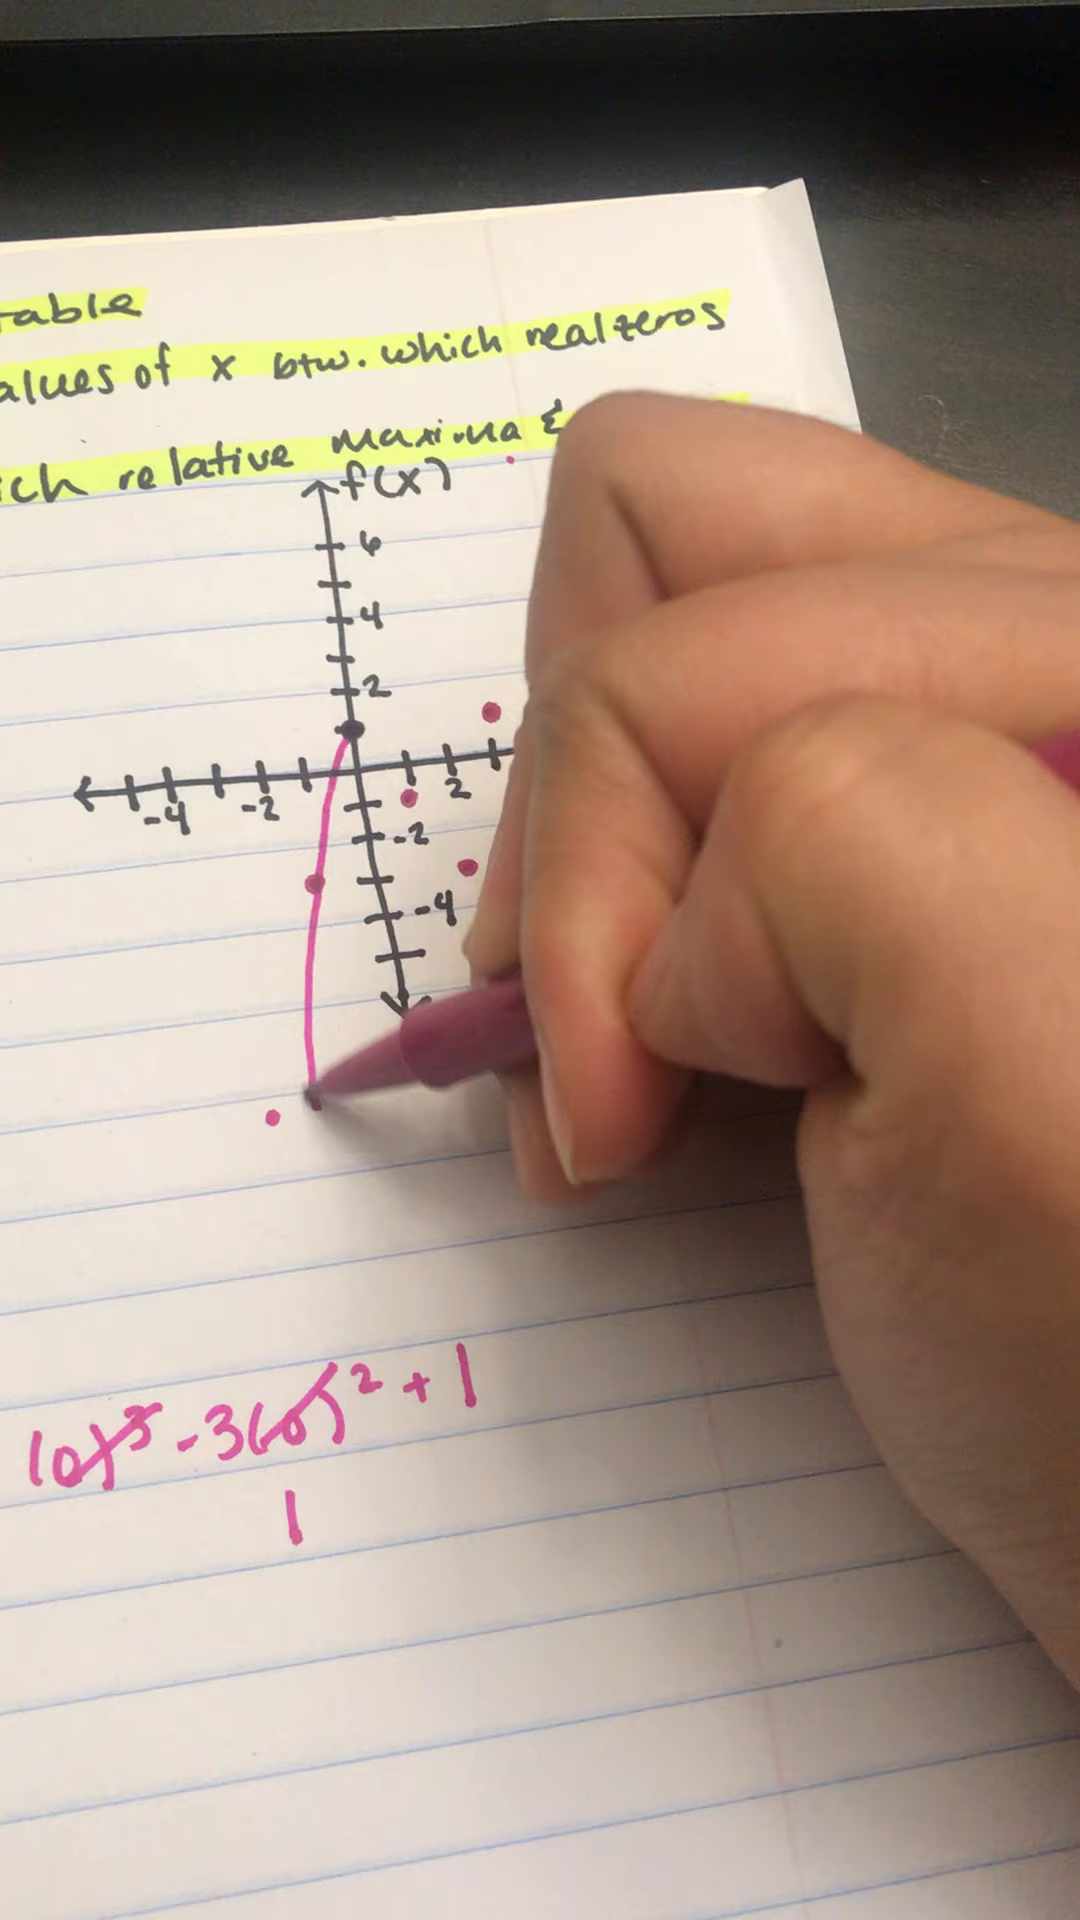 table
alues of x btw. which real zeros
ich relative maxima &
f(x)
6
4
2
-4 -2 2
-2
-4
(0)³ - 3(0)² + 1
1